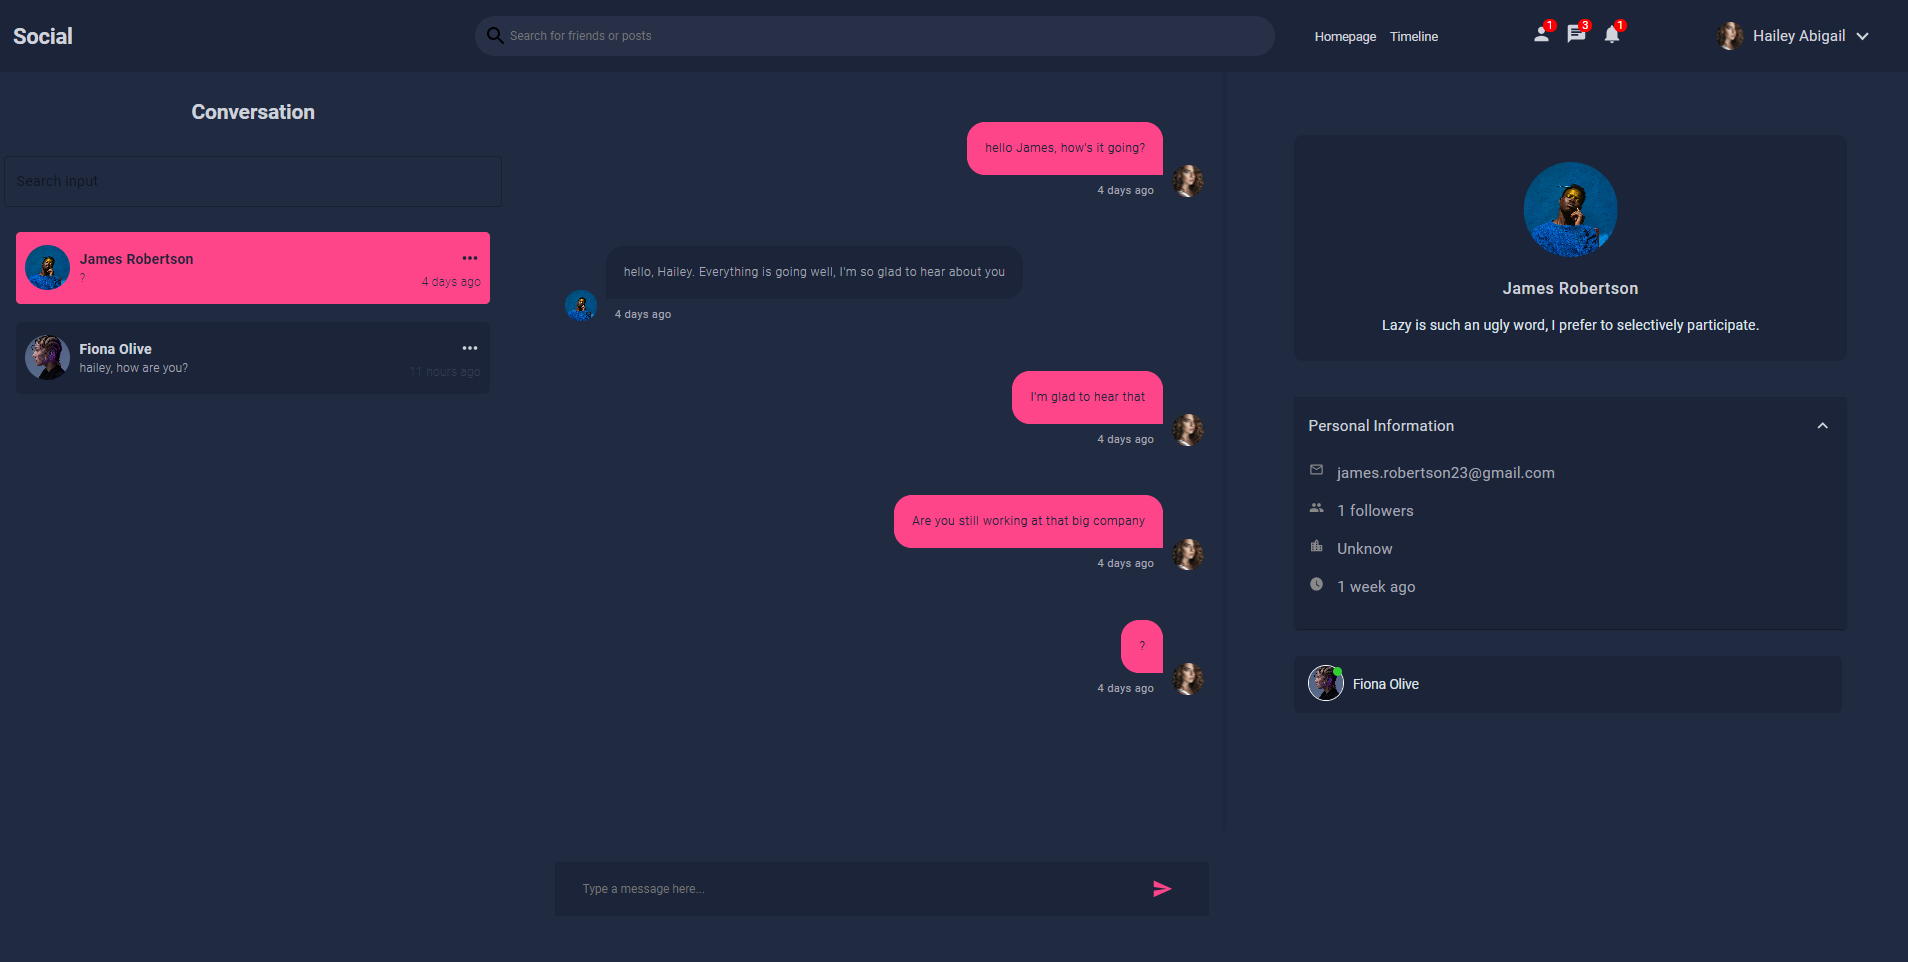 Social
Search for friends or posts
Homepage Timeline
1
3
1
Hailey Abigail
Conversation
Search input
James Robertson
?
4 days ago
Fiona Olive
hailey, how are you?
11 hours ago
hello James, how's it going?
4 days ago
hello, Hailey. Everything is going well, I'm so glad to hear about you
4 days ago
I'm glad to hear that
4 days ago
Are you still working at that big company
4 days ago
?
4 days ago
Type a message here...
James Robertson
Lazy is such an ugly word, I prefer to selectively participate.
Personal Information
james.robertson23@gmail.com
1 followers
Unknow
1 week ago
Fiona Olive